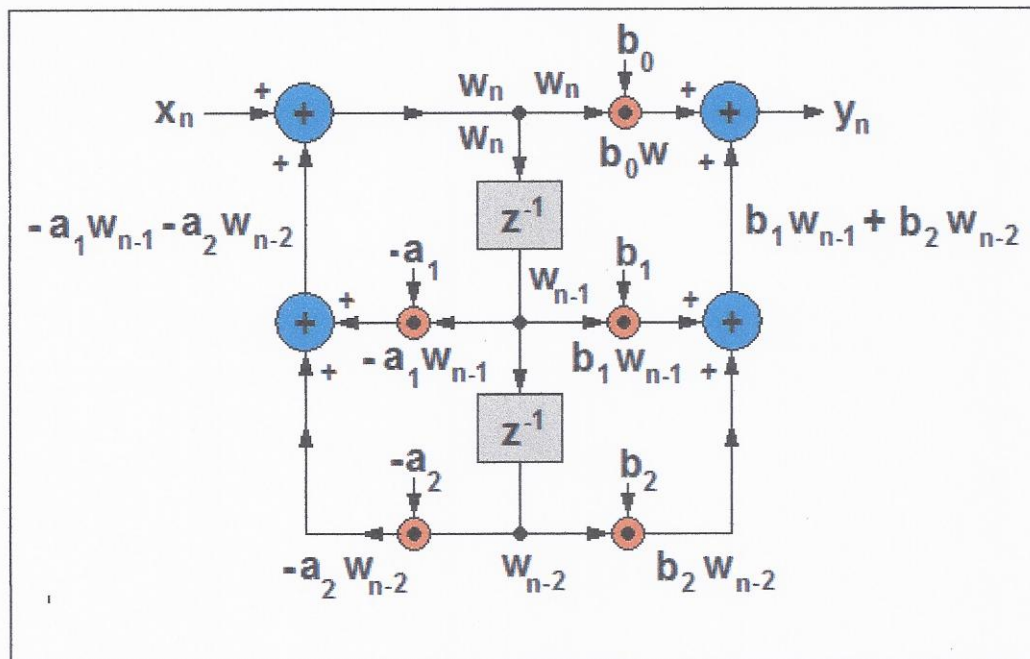 b₀
+ +
xₙ + wₙ wₙ + yₙ
wₙ
+ b₀w +
z⁻¹
-a₁wₙ₋₁-a₂wₙ₋₂ b₁wₙ₋₁+ b₂wₙ₋₂
-a₁ b₁
wₙ₋₁
+ + + +
-a₁wₙ₋₁ b₁wₙ₋₁
+ +
z⁻¹
-a₂ b₂
-a₂wₙ₋₂ wₙ₋₂ b₂wₙ₋₂